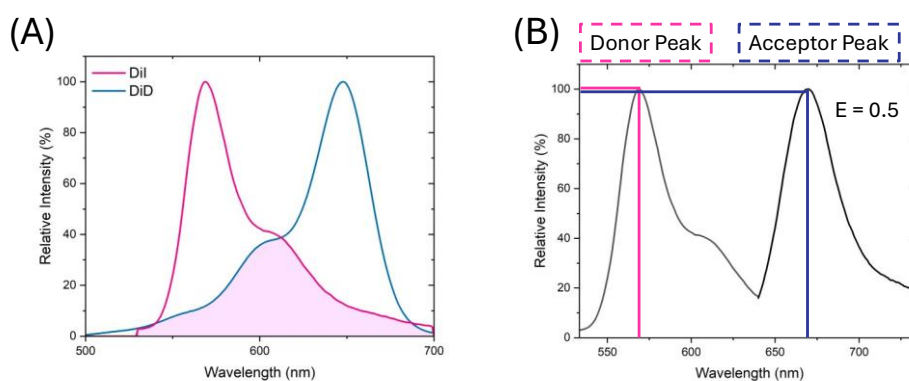 (A)
DiI
DiD
Relative Intensity (%)
100
80
60
40
20
0
500 600 700
Wavelength (nm)
(B)
Donor Peak Acceptor Peak
E = 0.5
Relative Intensity (%)
100
80
60
40
20
0
550 600 650 700
Wavelength (nm)